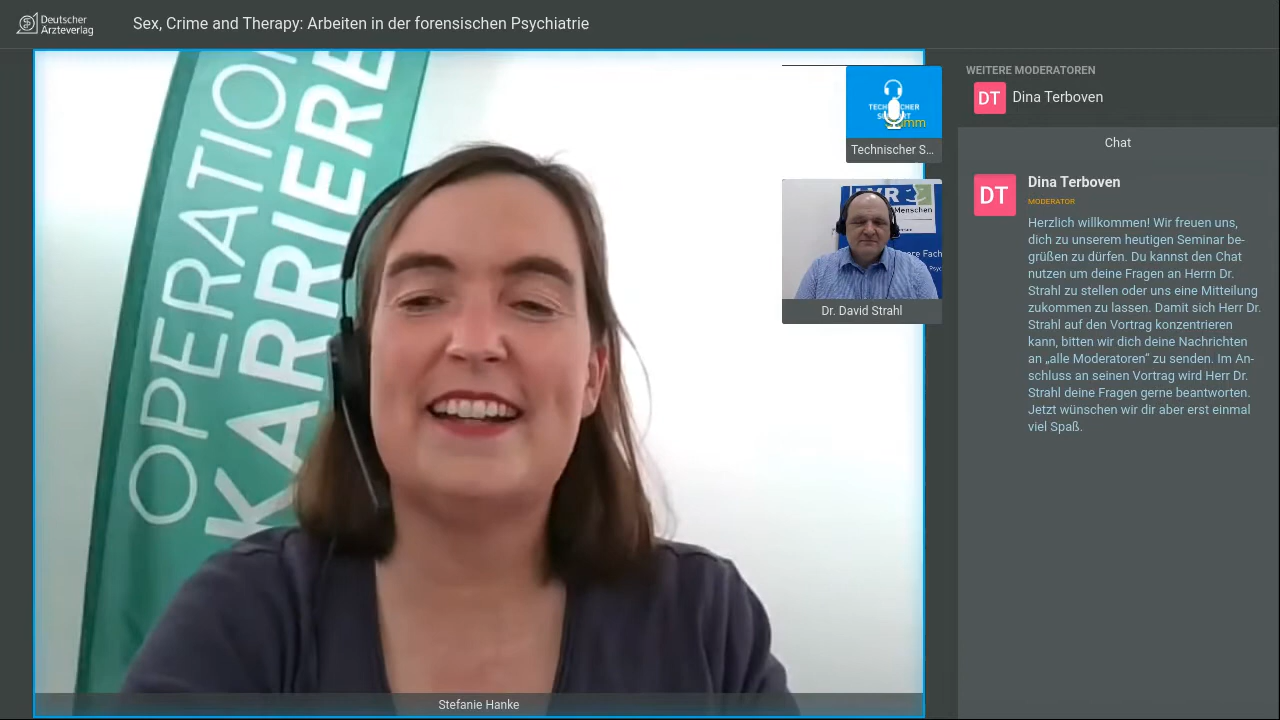 Deutscher
Ärzteverlag
Sex, Crime and Therapy: Arbeiten in der forensischen Psychiatrie
OPERATION
KARRIERE
Stefanie Hanke
Technischer S...
LVR
Menschen
Dr. David Strahl
WEITERE MODERATOREN
DT
Dina Terboven
Chat
DT
Dina Terboven
MODERATOR
Herzlich willkommen! Wir freuen uns,
dich zu unserem heutigen Seminar be-
grüßen zu dürfen. Du kannst den Chat
nutzen um deine Fragen an Herrn Dr.
Strahl zu stellen oder uns eine Mitteilung
zukommen zu lassen. Damit sich Herr Dr.
Strahl auf den Vortrag konzentrieren
kann, bitten wir dich deine Nachrichten
an „alle Moderatoren“ zu senden. Im An-
schluss an seinen Vortrag wird Herr Dr.
Strahl deine Fragen gerne beantworten.
Jetzt wünschen wir dir aber erst einmal
viel Spaß.